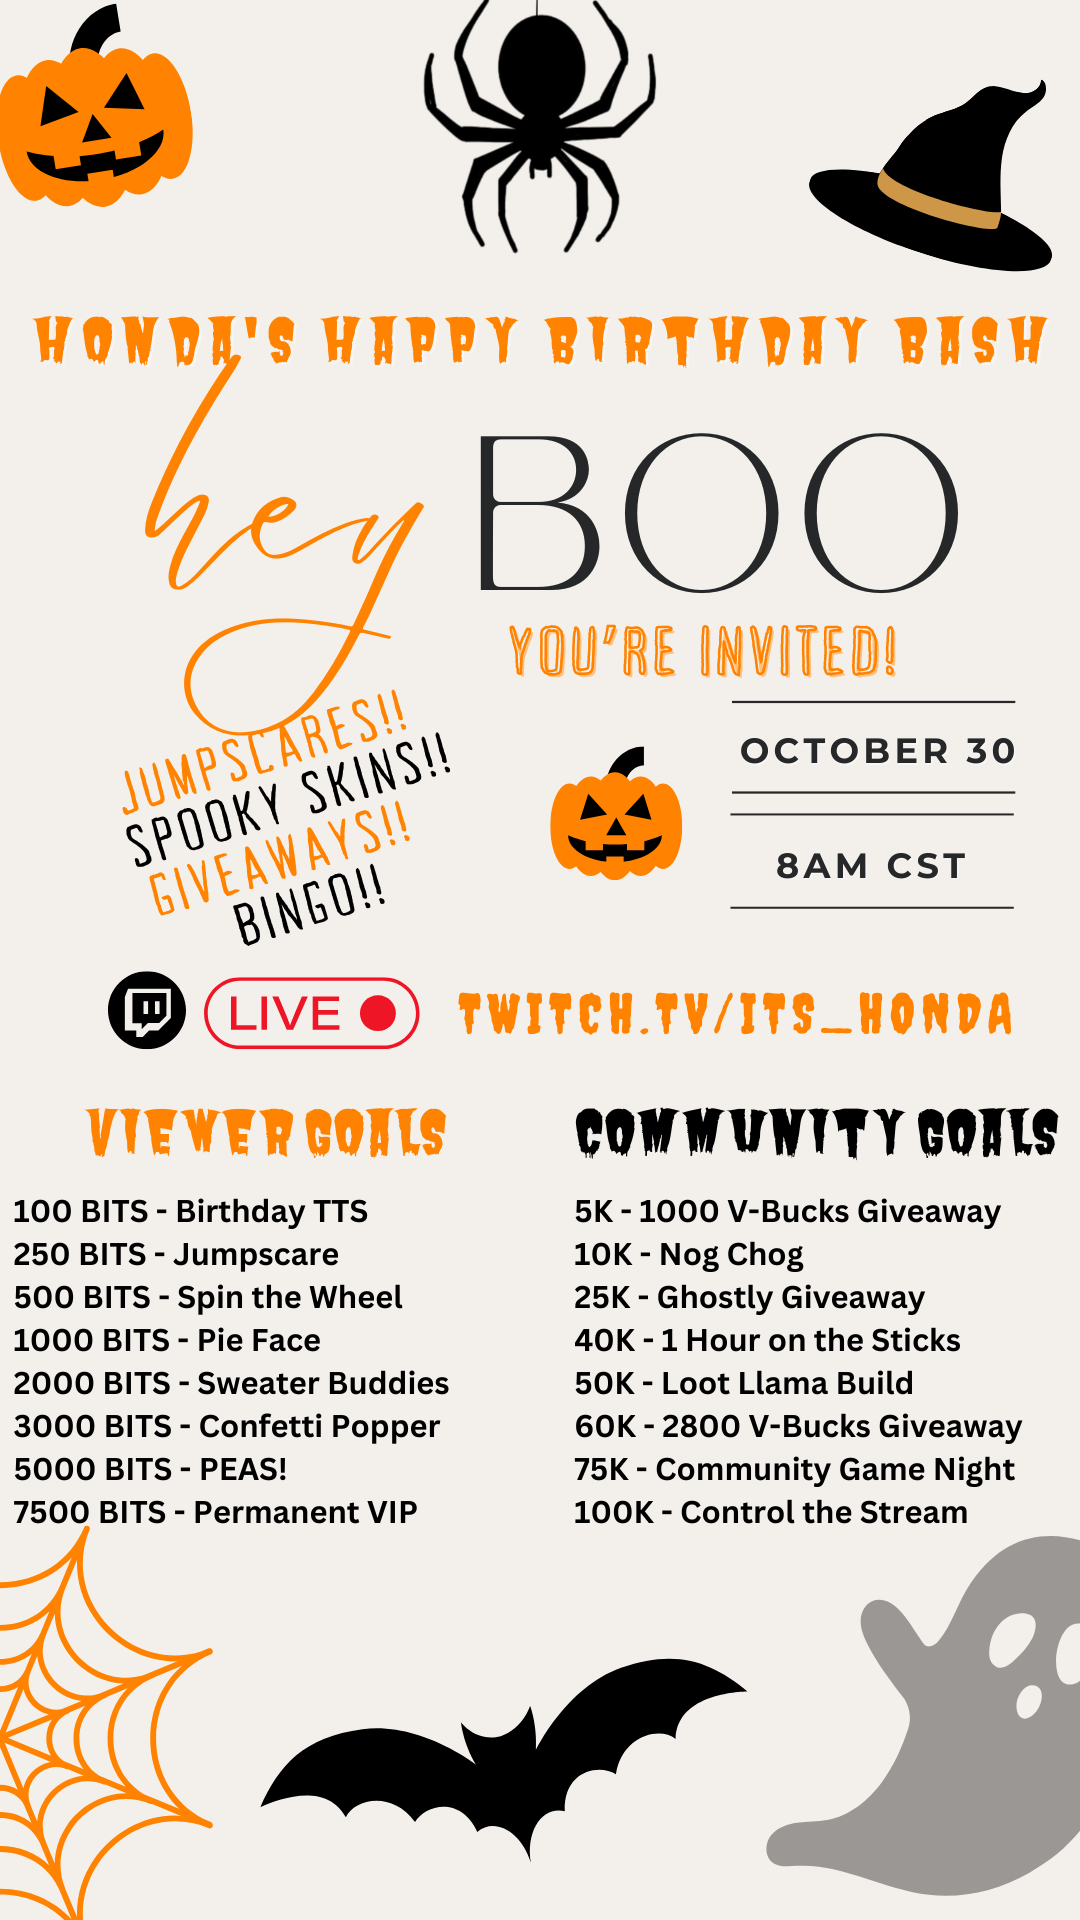 HONDA'S HAPPY BIRTHDAY BASH
hey BOO
YOU'RE INVITED!
JUMPSCARES!!
SPOOKY SKINS!!
GIVEAWAYS!!
BINGO!!
OCTOBER 30
8AM CST
LIVE
TWITCH.TV/ITS_HONDA
VIEWER GOALS
100 BITS - Birthday TTS
250 BITS - Jumpscare
500 BITS - Spin the Wheel
1000 BITS - Pie Face
2000 BITS - Sweater Buddies
3000 BITS - Confetti Popper
5000 BITS - PEAS!
7500 BITS - Permanent VIP
COMMUNITY GOALS
5K - 1000 V-Bucks Giveaway
10K - Nog Chog
25K - Ghostly Giveaway
40K - 1 Hour on the Sticks
50K - Loot Llama Build
60K - 2800 V-Bucks Giveaway
75K - Community Game Night
100K - Control the Stream